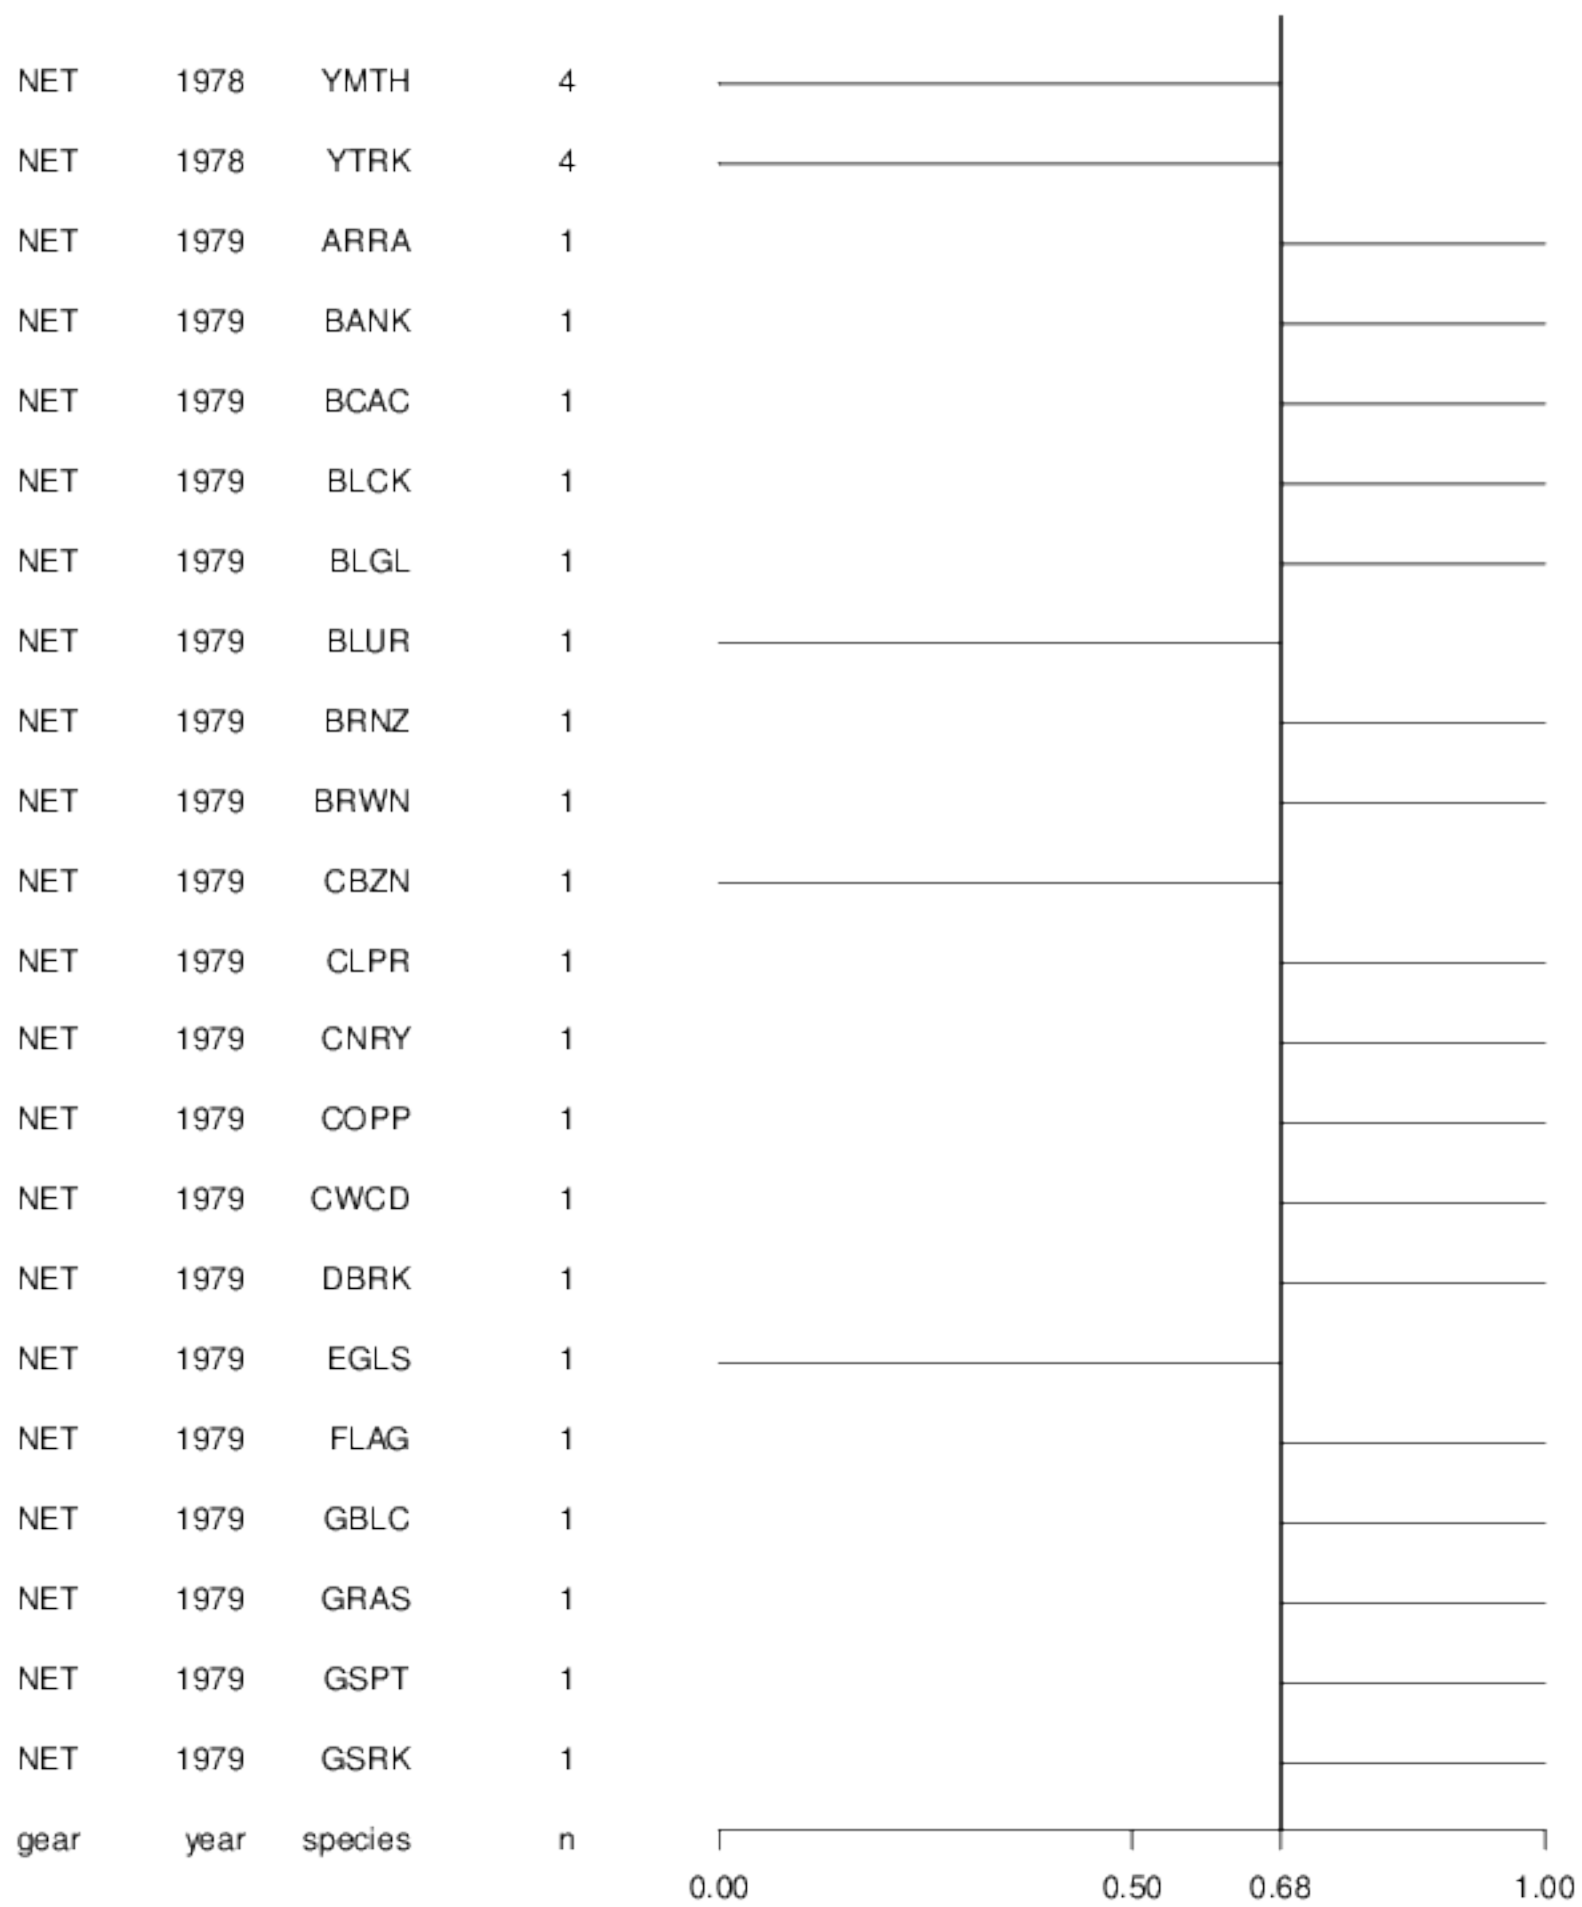 NET 1978 YMTH 4
NET 1978 YTRK 4
NET 1979 ARRA 1
NET 1979 BANK 1
NET 1979 BCAC 1
NET 1979 BLCK 1
NET 1979 BLGL 1
NET 1979 BLUR 1
NET 1979 BRNZ 1
NET 1979 BRWN 1
NET 1979 CBZN 1
NET 1979 CLPR 1
NET 1979 CNRY 1
NET 1979 COPP 1
NET 1979 CWCD 1
NET 1979 DBRK 1
NET 1979 EGLS 1
NET 1979 FLAG 1
NET 1979 GBLC 1
NET 1979 GRAS 1
NET 1979 GSPT 1
NET 1979 GSRK 1
gear year species n
0.00 0.50 0.68 1.00